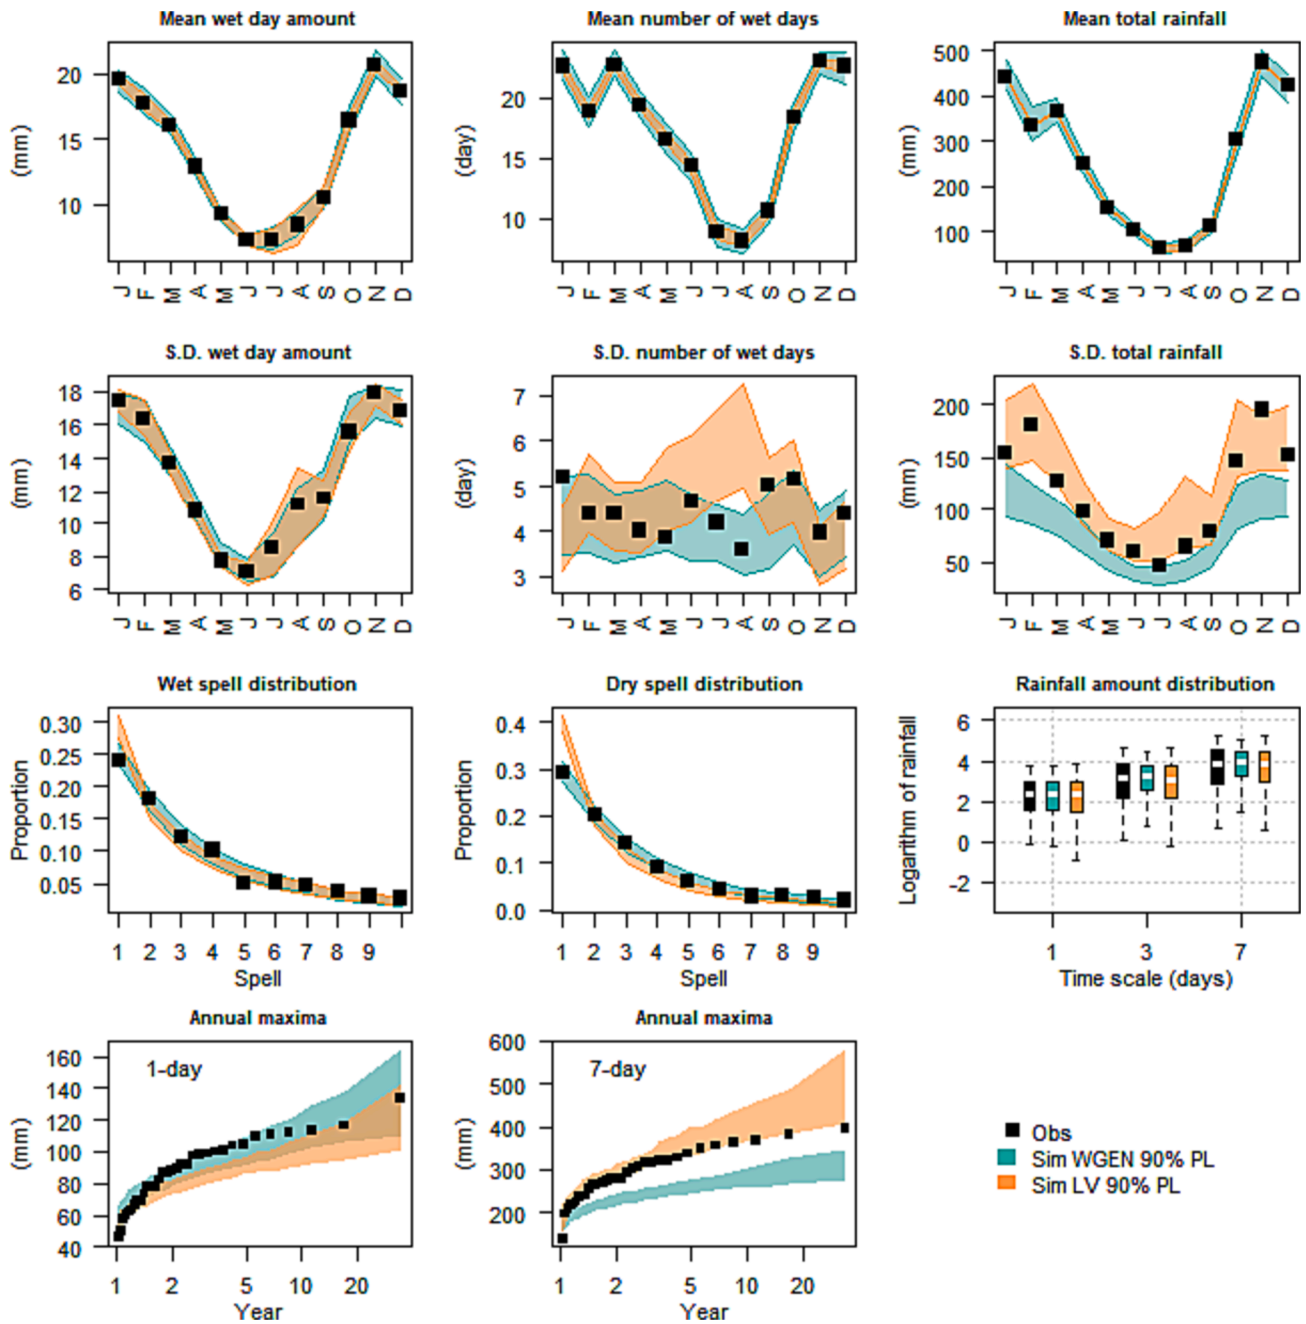 Mean wet day amount
Mean number of wet days
Mean total rainfall
20
15
10
(mm)
J F M A M J J A S O N D
20
15
10
(day)
J F M A M J J A S O N D
500
400
300
200
100
(mm)
J F M A M J J A S O N D
S.D. wet day amount
S.D. number of wet days
S.D. total rainfall
18
16
14
12
10
8
6
(mm)
J F M A M J J A S O N D
7
6
5
4
3
(day)
J F M A M J J A S O N D
200
150
100
50
(mm)
J F M A M J J A S O N D
Wet spell distribution
Dry spell distribution
Rainfall amount distribution
0.30
0.25
0.20
0.15
0.10
0.05
Proportion
1 2 3 4 5 6 7 8 9
Spell
0.4
0.3
0.2
0.1
0.0
Proportion
1 2 3 4 5 6 7 8 9
Spell
6
4
2
0
-2
Logarithm of rainfall
1 3 7
Time scale (days)
Annual maxima
Annual maxima
1-day
160
140
120
100
80
60
40
(mm)
1 2 5 10 20
Year
7-day
600
500
400
300
200
(mm)
1 2 5 10 20
Year
Obs
Sim WGEN 90% PL
Sim LV 90% PL